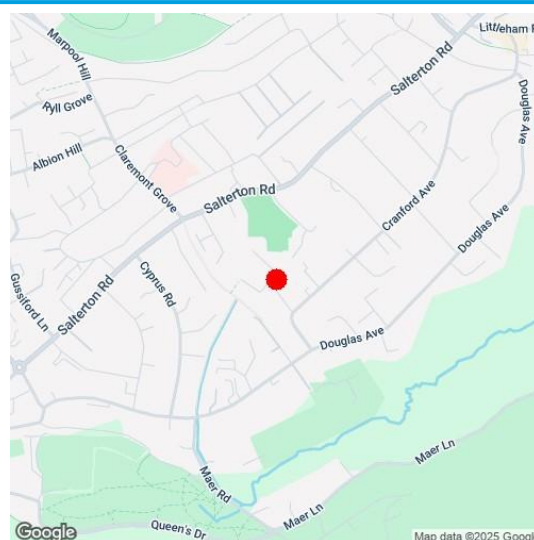 Littleham R
Marpool Hill
Salterton Rd
Ryll Grove
Douglas Ave
Albion Hill
Claremont Grove
Salterton Rd
Cranford Ave
Douglas Ave
Cyprus Rd
Gussiford Ln
Salterton Rd
Douglas Ave
Maer Ln
Maer Rd
Maer Ln
Queen's Dr
Google
Map data ©2025 Google